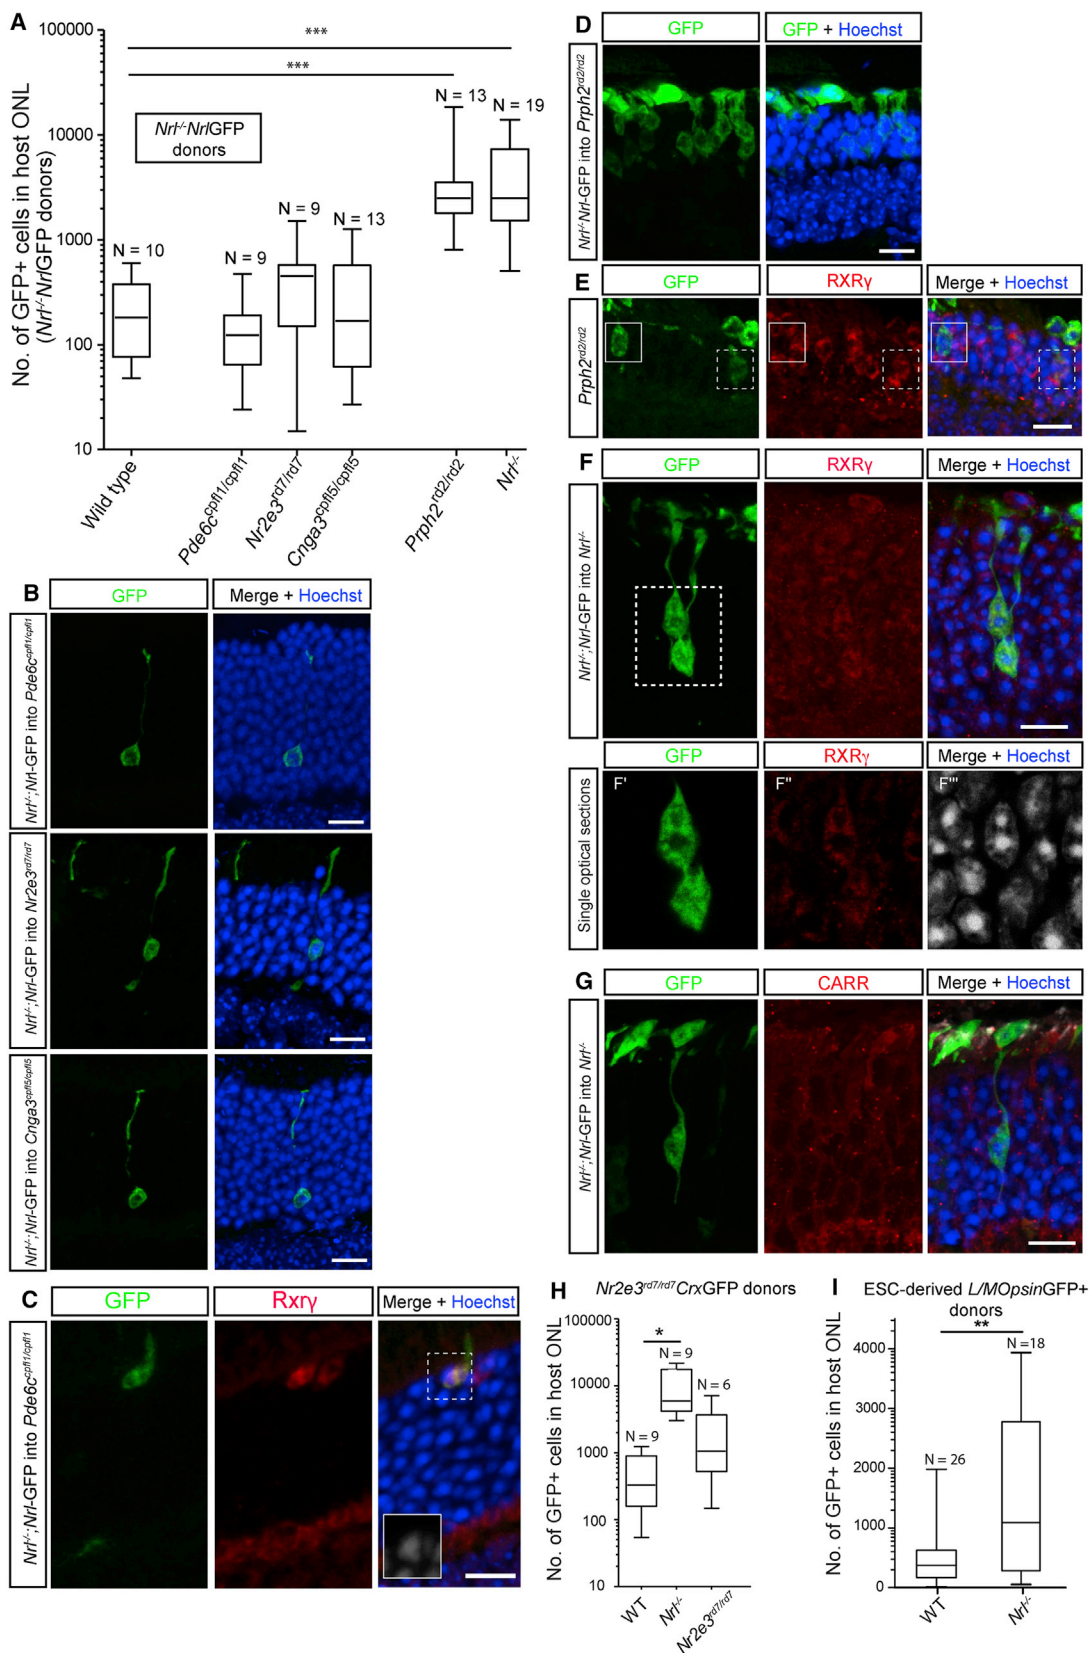 A
No. of GFP+ cells in host ONL
(Nrl-/-NrlGFP donors)
100000
10000
1000
100
10
***
***
Nrl-/-NrlGFP
donors
N = 10
N = 9
N = 9
N = 13
N = 13
N = 19
Wild type
Pde6ccpfl1/cpfl1
Nr2e3rd7/rd7
Cnga3cpfl5/cpfl5
Prph2rd2/rd2
Nrl-/-
B
GFP
Merge + Hoechst
Nrl-/-;Nrl-GFP into Pde6ccpfl1/cpfl1
Nrl-/-;Nrl-GFP into Nr2e3rd7/rd7
Nrl-/-;Nrl-GFP into Cnga3cpfl5/cpfl5
C
GFP
Rxrγ
Merge + Hoechst
Nrl-/-;Nrl-GFP into Pde6ccpfl1/cpfl1
D
GFP
GFP + Hoechst
Nrl-/-Nrl-GFP into Prph2rd2/rd2
E
GFP
RXRγ
Merge + Hoechst
Prph2rd2/rd2
F
GFP
RXRγ
Merge + Hoechst
Nrl-/-;Nrl-GFP into Nrl-/-
GFP
RXRγ
Merge + Hoechst
Single optical sections
F'
F''
F'''
G
GFP
CARR
Merge + Hoechst
Nrl-/-;Nrl-GFP into Nrl-/-
H
Nr2e3rd7/rd7CrxGFP donors
No. of GFP+ cells in host ONL
100000
10000
1000
100
10
*
N = 9
N = 9
N = 6
WT
Nrl-/-
Nr2e3rd7/rd7
I
ESC-derived L/MOpsinGFP+
donors
**
No. of GFP+ cells in host ONL
4000
3000
2000
1000
0
N = 26
N =18
WT
Nrl-/-